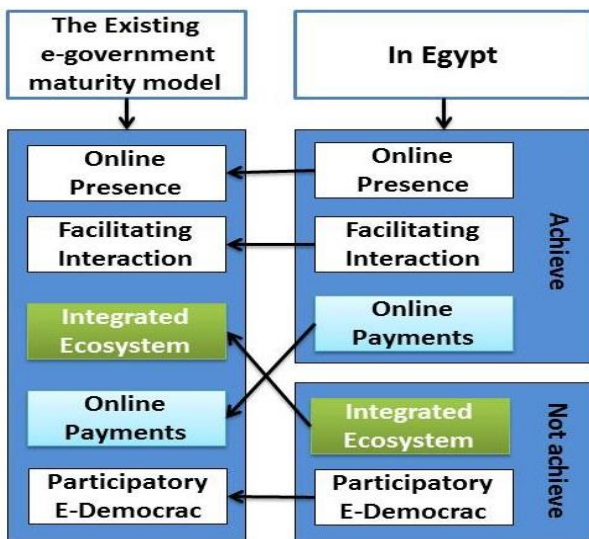 The Existing
e-government
maturity model
Online
Presence
Facilitating
Interaction
Integrated
Ecosystem
Online
Payments
Participatory
E-Democrac
In Egypt
Online
Presence
Facilitating
Interaction
Online
Payments
Achieve
Integrated
Ecosystem
Participatory
E-Democrac
Not achieve